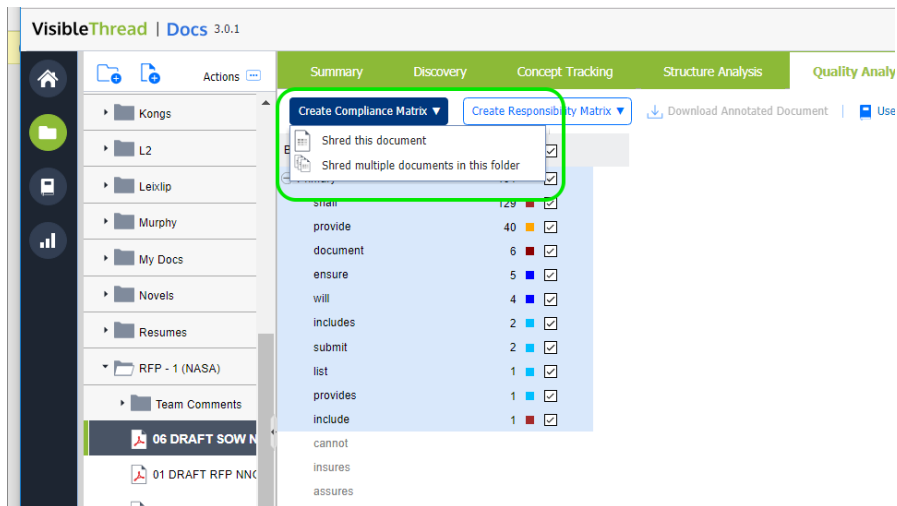 VisibleThread | Docs 3.0.1
Actions
Summary Discovery Concept Tracking Structure Analysis Quality Analy
Create Compliance Matrix ▼ Create Responsibility Matrix ▼ Download Annotated Document | Use
Shred this document
Shred multiple documents in this folder
Kongs
L2
Leixlip
Murphy
My Docs
Novels
Resumes
RFP - 1 (NASA)
Team Comments
06 DRAFT SOW N
01 DRAFT RFP NNC
shall 129
provide 40
document 6
ensure 5
will 4
includes 2
submit 2
list 1
provides 1
include 1
cannot
insures
assures